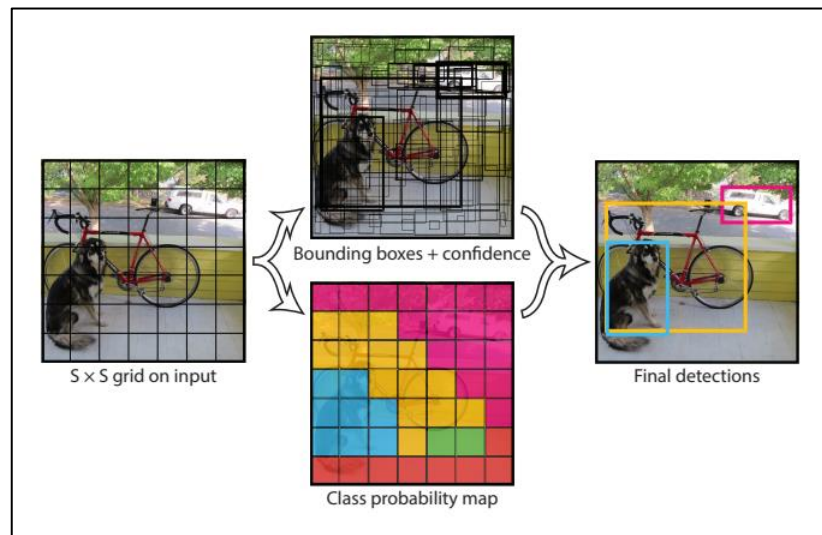 Bounding boxes + confidence
S × S grid on input
Final detections
Class probability map